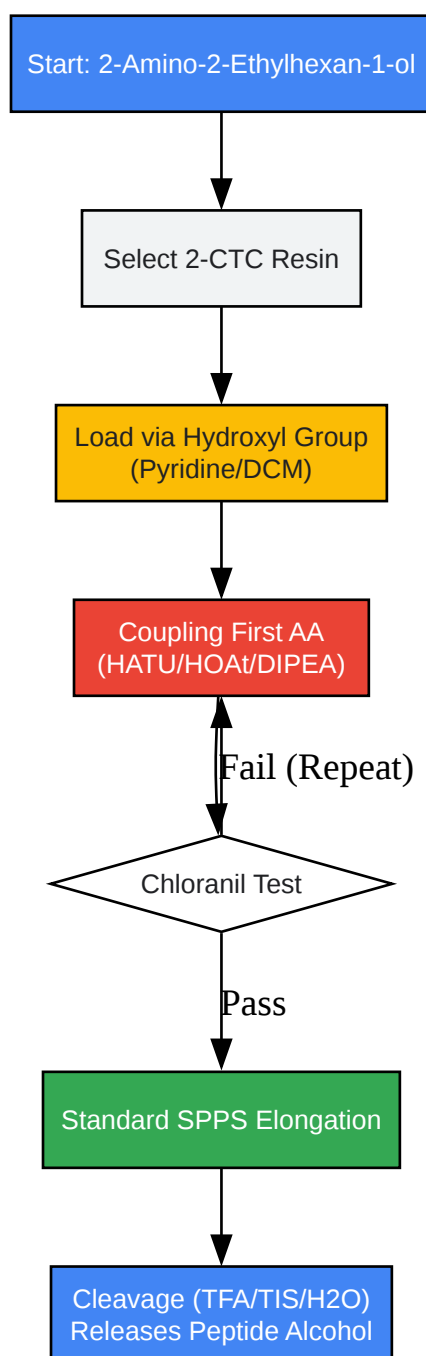 Start: 2-Amino-2-Ethylhexan-1-ol
Select 2-CTC Resin
Load via Hydroxyl Group
(Pyridine/DCM)
Coupling First AA
(HATU/HOAt/DIPEA)
Fail (Repeat)
Chloranil Test
Pass
Standard SPPS Elongation
Cleavage (TFA/TIS/H2O)
Releases Peptide Alcohol